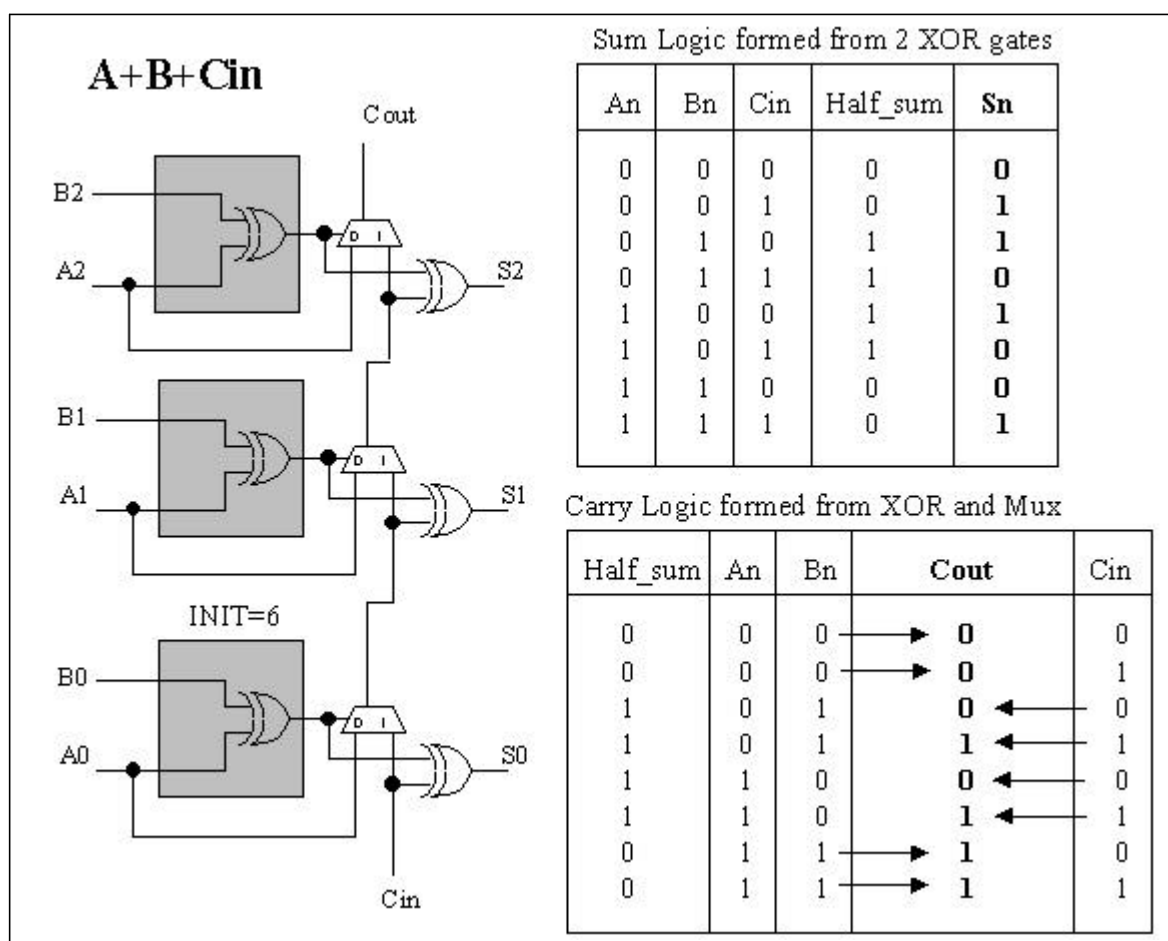 A+B+Cin
Cout
B2
0 1
A2
S2
B1
0 1
A1
S1
INIT=6
B0
0 1
A0
S0
Cin
Sum Logic formed from 2 XOR gates
An Bn Cin Half_sum Sn
0 0 0 0 0
0 0 1 0 1
0 1 0 1 1
0 1 1 1 0
1 0 0 1 1
1 0 1 1 0
1 1 0 0 0
1 1 1 0 1
Carry Logic formed from XOR and Mux
Half_sum An Bn Cout Cin
0 0 0 0 0
0 0 0 0 1
1 0 1 0 0
1 0 1 1 1
1 1 0 0 0
1 1 0 1 1
0 1 1 1 0
0 1 1 1 1